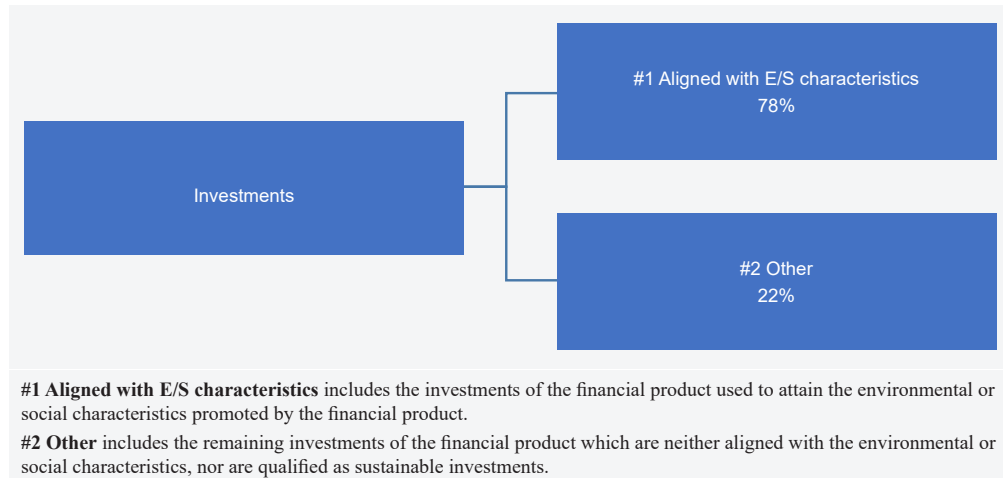 #1 Aligned with E/S characteristics
78%
Investments
#2 Other
22%
#1 Aligned with E/S characteristics includes the investments of the financial product used to attain the environmental or
social characteristics promoted by the financial product.
#2 Other includes the remaining investments of the financial product which are neither aligned with the environmental or
social characteristics, nor are qualified as sustainable investments.